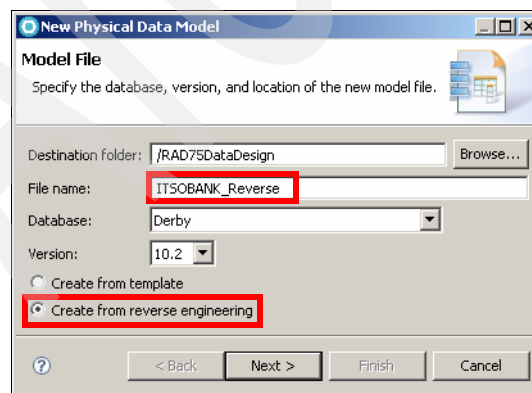 New Physical Data Model
Model File
Specify the database, version, and location of the new model file.
Destination folder: /RAD75DataDesign Browse...
File name: ITSOBANK_Reverse
Database: Derby
Version: 10.2
Create from template
Create from reverse engineering
? < Back Next > Finish Cancel